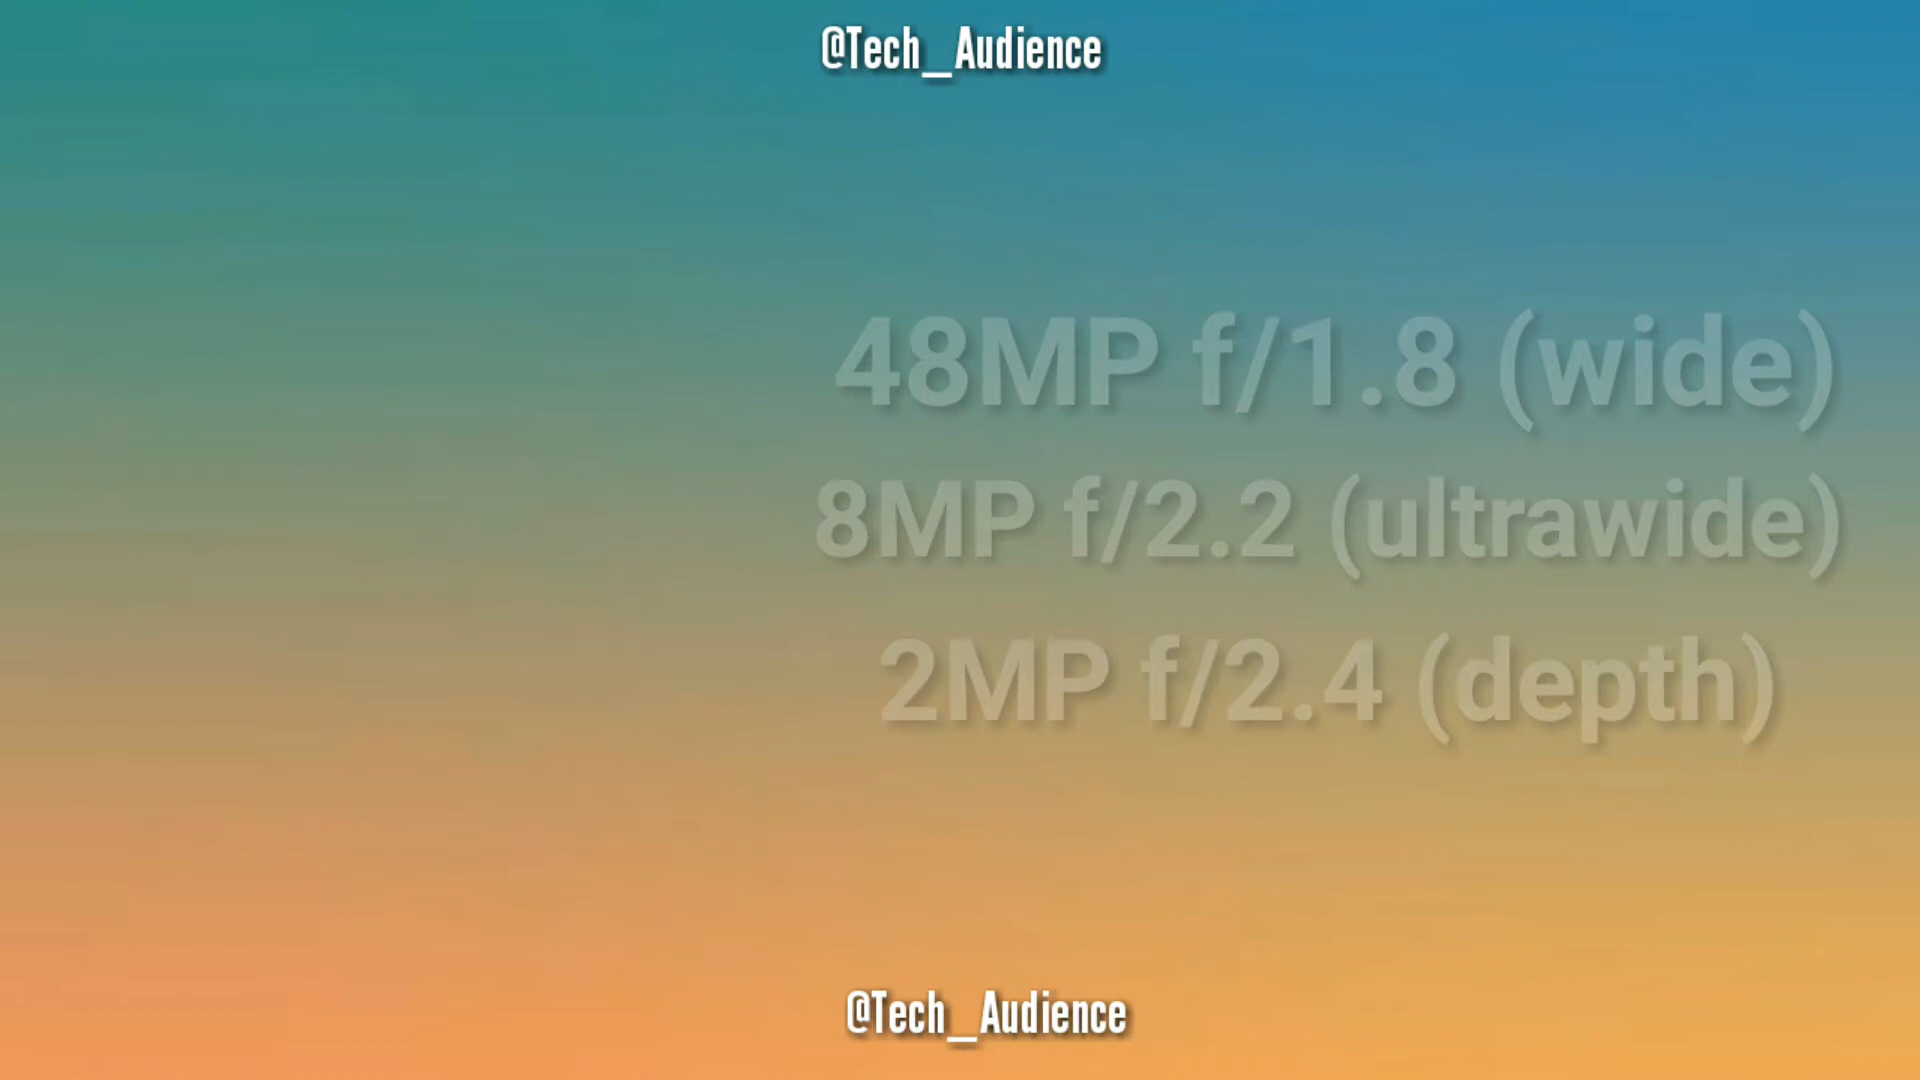 @Tech_Audience
48MP f/1.8 (wide)
8MP f/2.2 (ultrawide)
2MP f/2.4 (depth)
@Tech_Audience